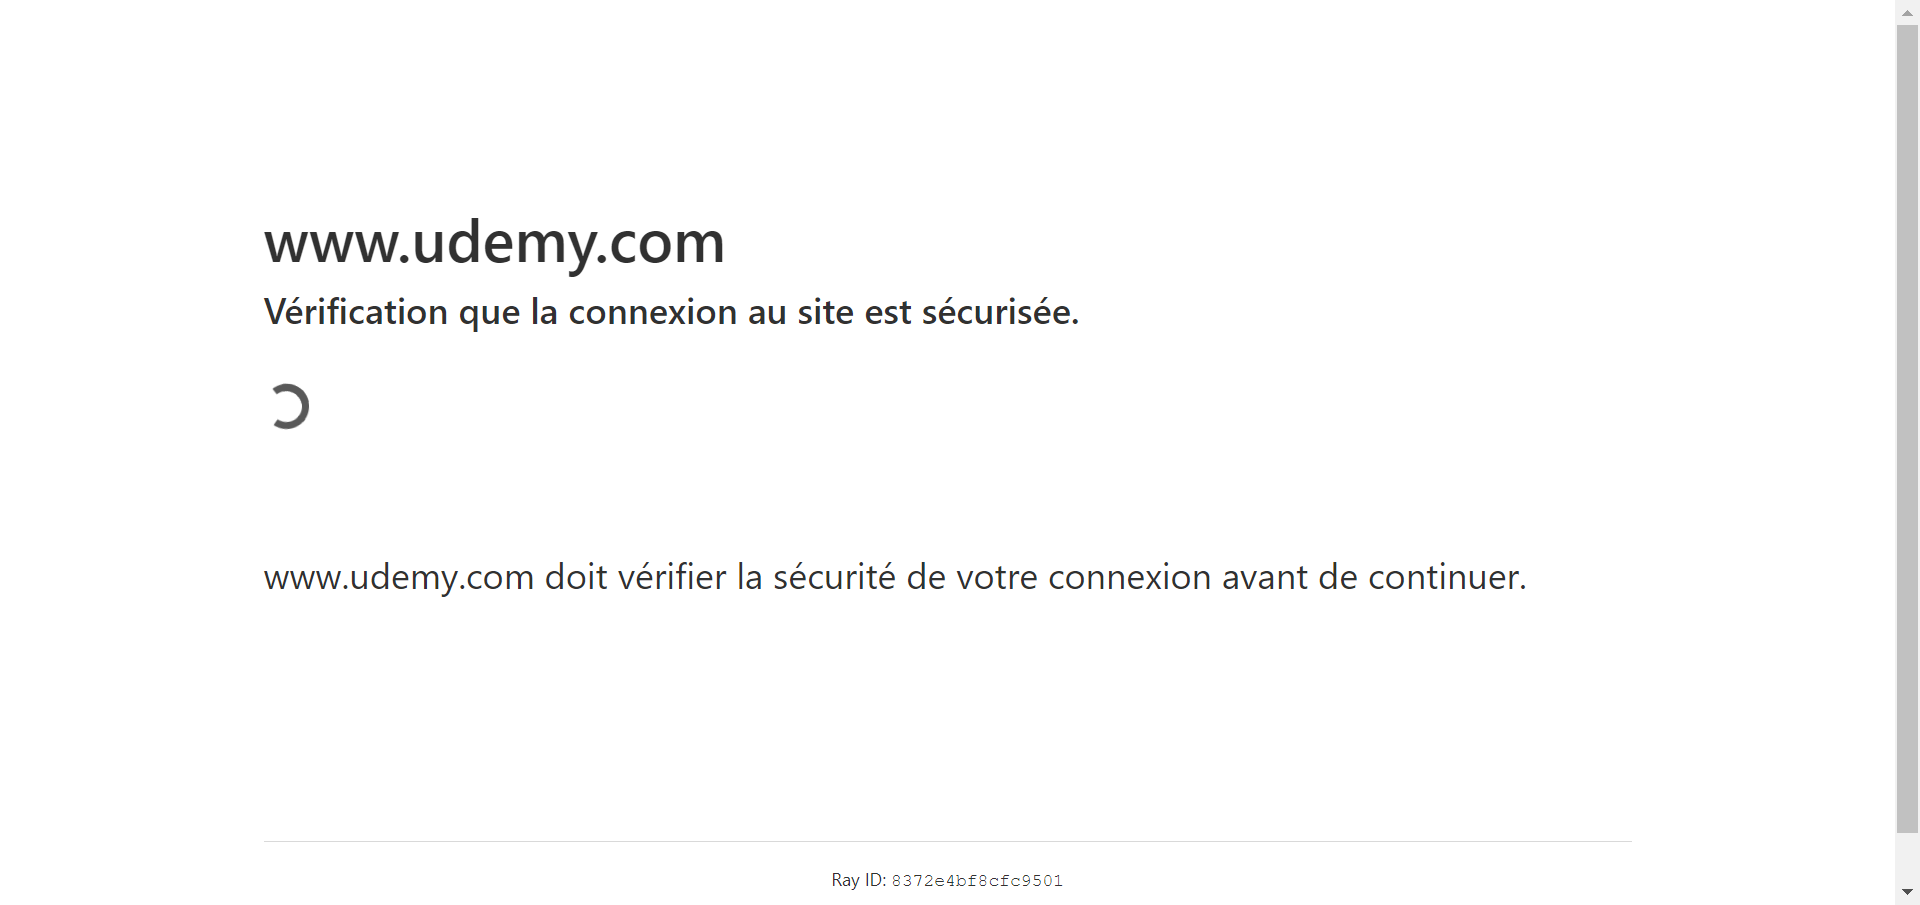 www.udemy.com
Vérification que la connexion au site est sécurisée.
www.udemy.com doit vérifier la sécurité de votre connexion avant de continuer.
Ray ID: 8372e4bf8cfc9501